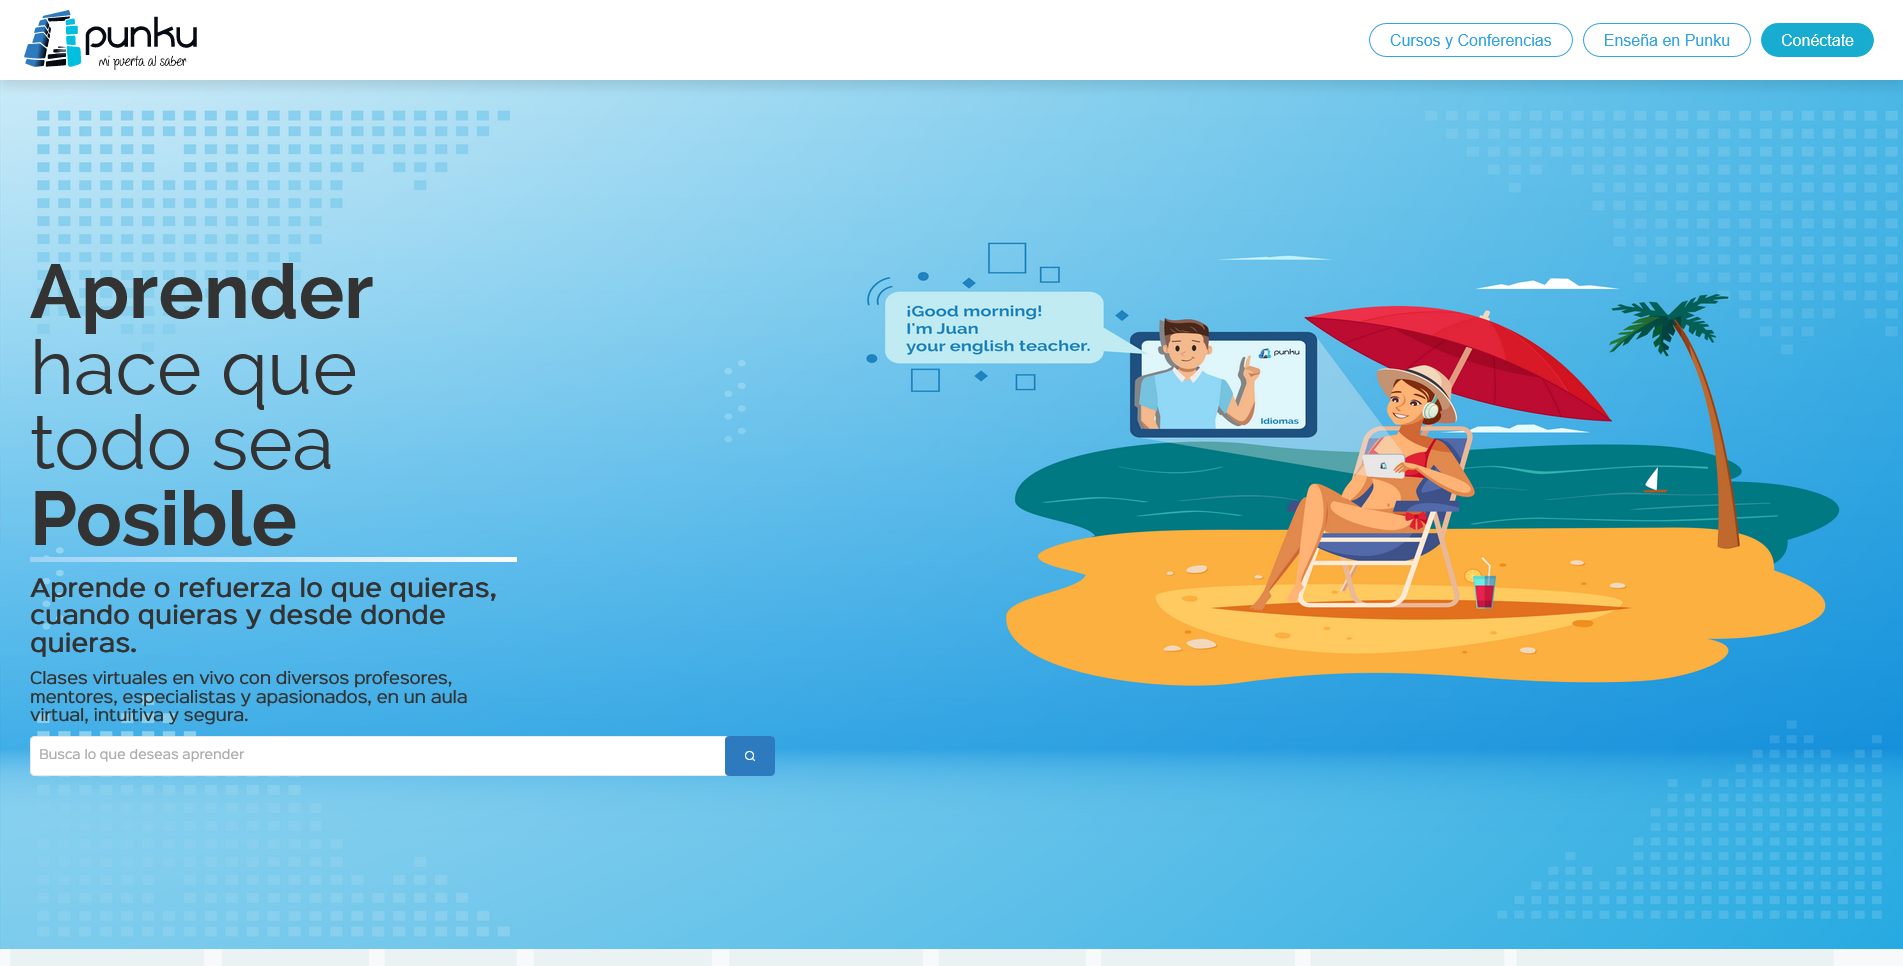 punku
mi puerta al saber
Cursos y Conferencias
Enseña en Punku
Conéctate
Aprender
hace que
todo sea
Posible
Aprende o refuerza lo que quieras,
cuando quieras y desde donde
quieras.
Clases virtuales en vivo con diversos profesores,
mentores, especialistas y apasionados, en un aula
virtual, intuitiva y segura.
Busca lo que deseas aprender
¡Good morning!
I'm Juan
your english teacher.
punku
Idiomas